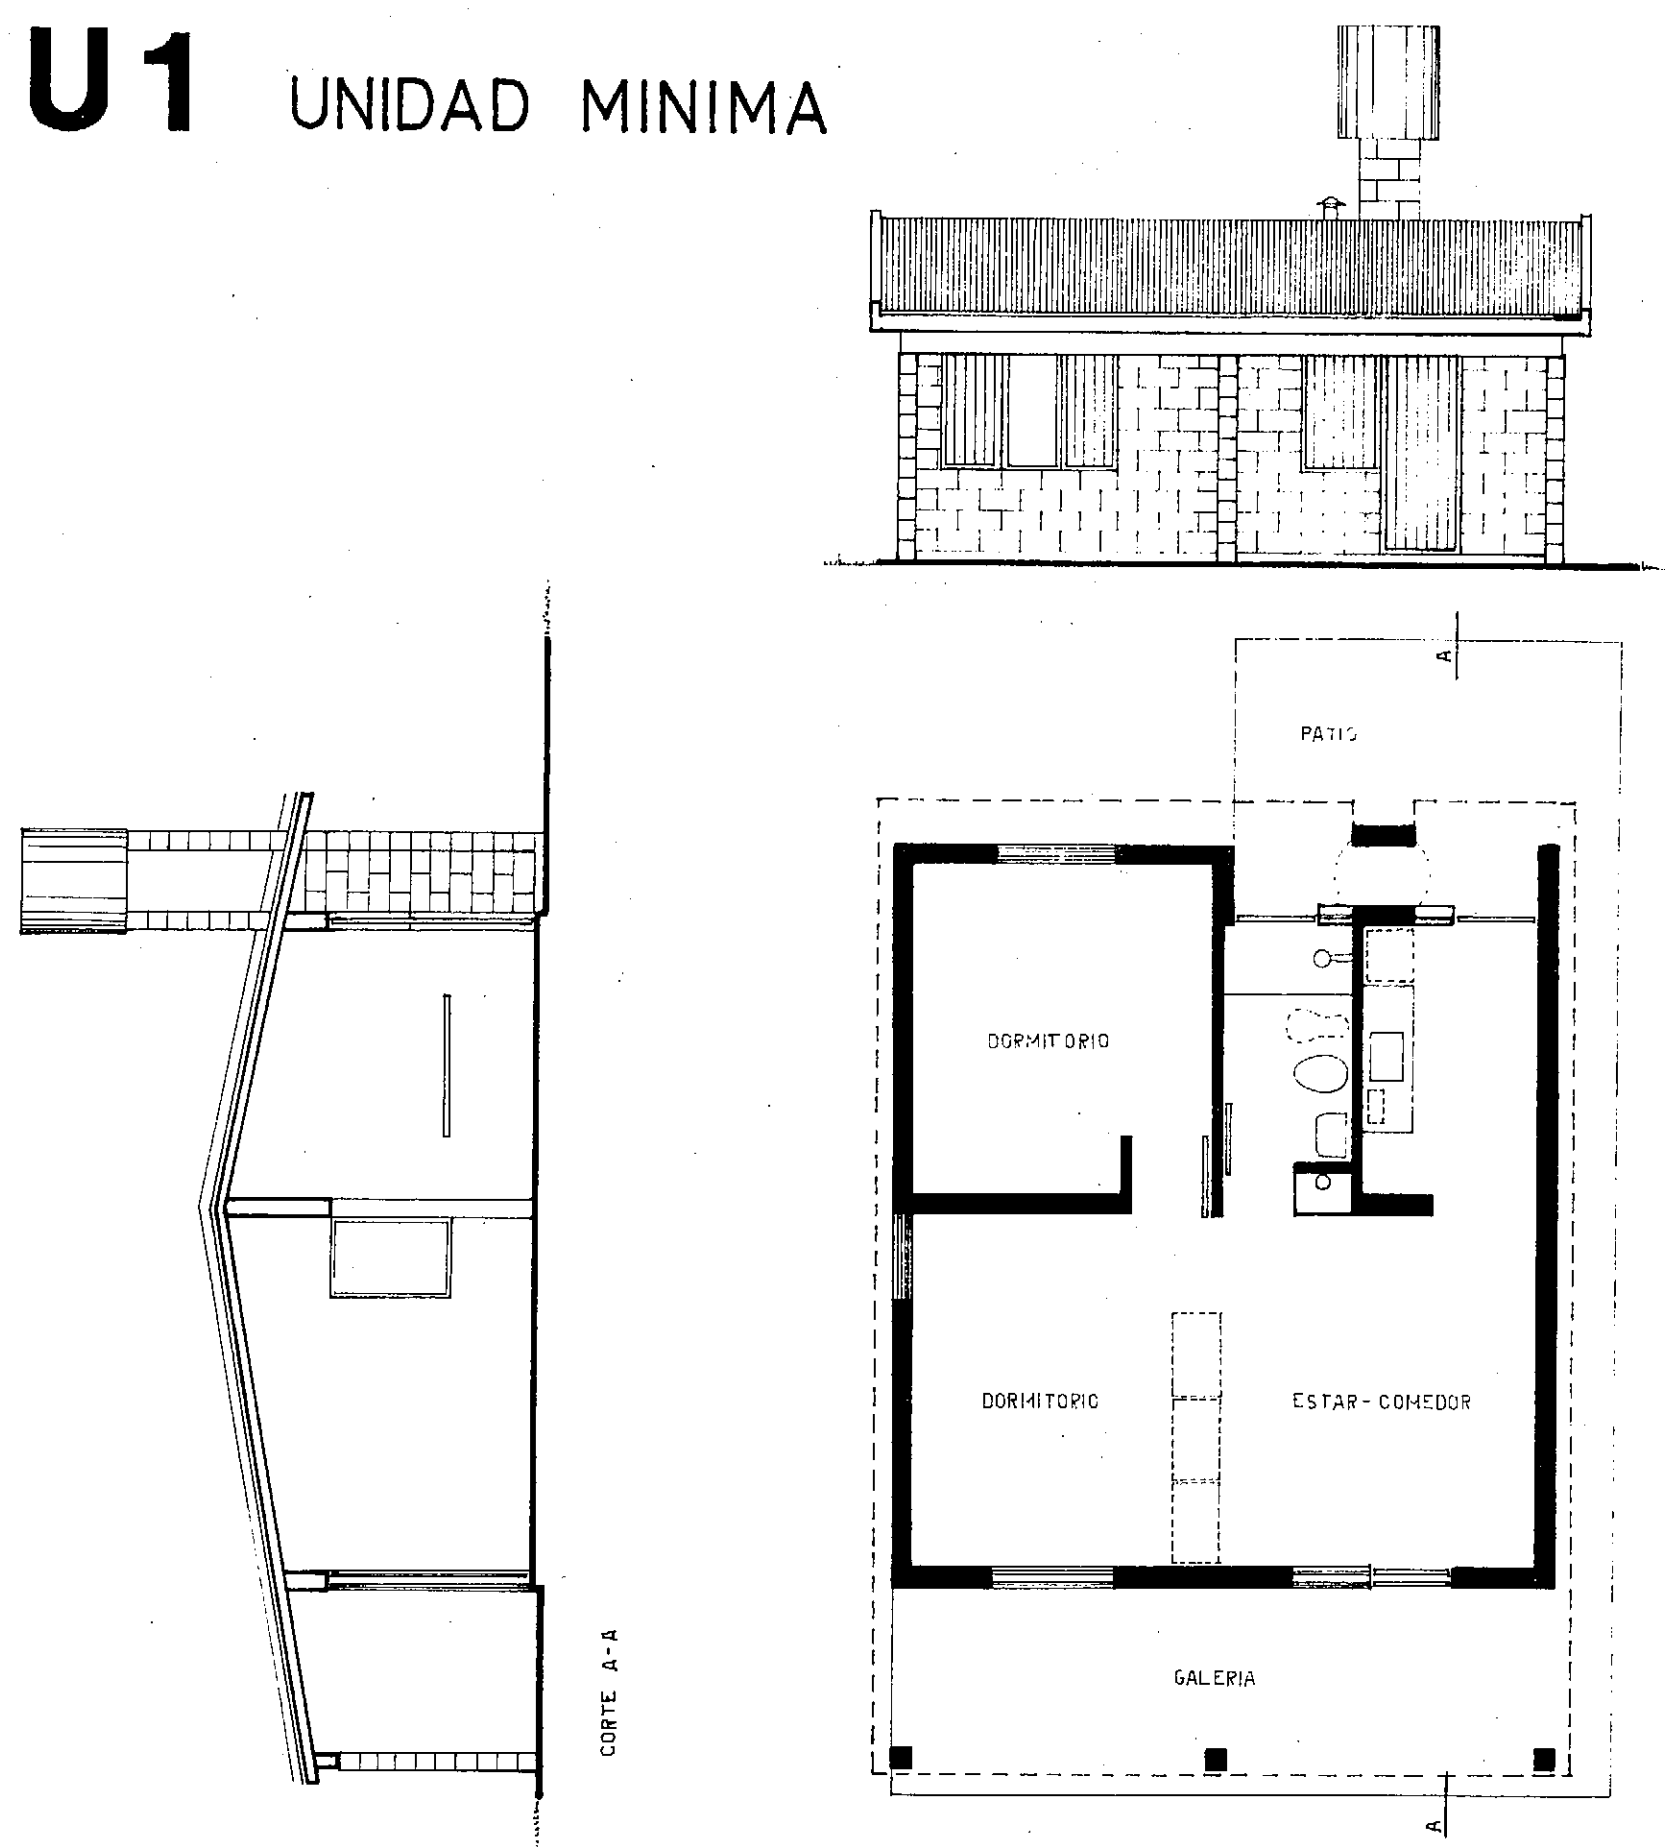 U1 UNIDAD MINIMA
A
PATIO
DORMITORIO
DORMITORIO
ESTAR-COMEDOR
GALERIA
CORTE A-A
A